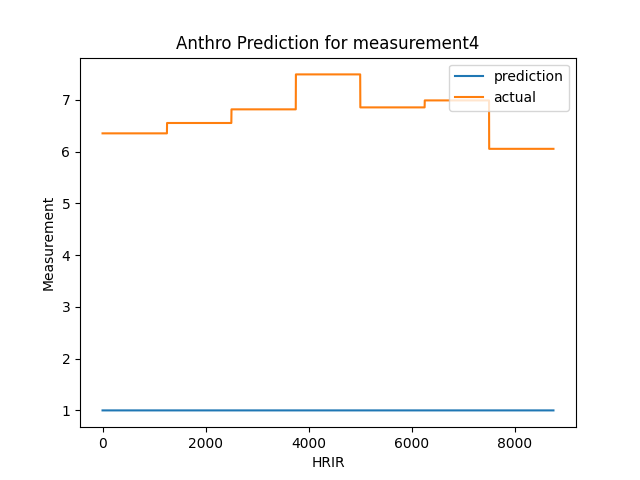 Anthro Prediction for measurement4
prediction
actual
Measurement
7
6
5
4
3
2
1
0
2000
4000
6000
8000
HRIR